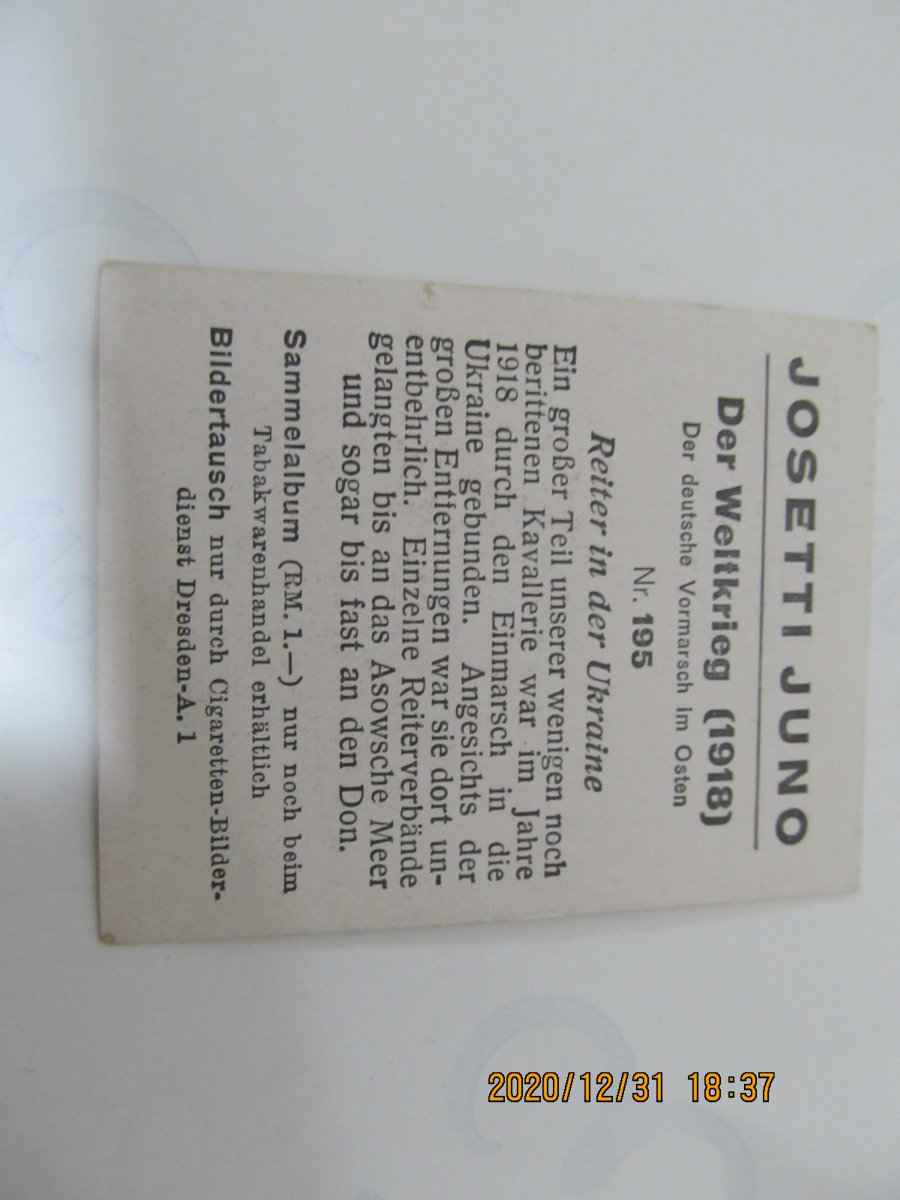 JOSETTI JUNO
Der Weltkrieg (1918)
Der deutsche Vormarsch im Osten
Nr. 195
Reiter in der Ukraine
Ein großer Teil unserer wenigen noch
berittenen Kavallerie war im Jahre
1918 durch den Einmarsch in die
Ukraine gebunden. Angesichts der
großen Entfernungen war sie dort un-
entbehrlich. Einzelne Reiterverbände
gelangten bis an das Asowsche Meer
und sogar bis fast an den Don.
Sammelalbum (RM. 1.—) nur noch beim
Tabakwarenhandel erhältlich
Bildertausch nur durch Cigaretten-Bilder-
dienst Dresden-A. 1
2020/12/31 18:37